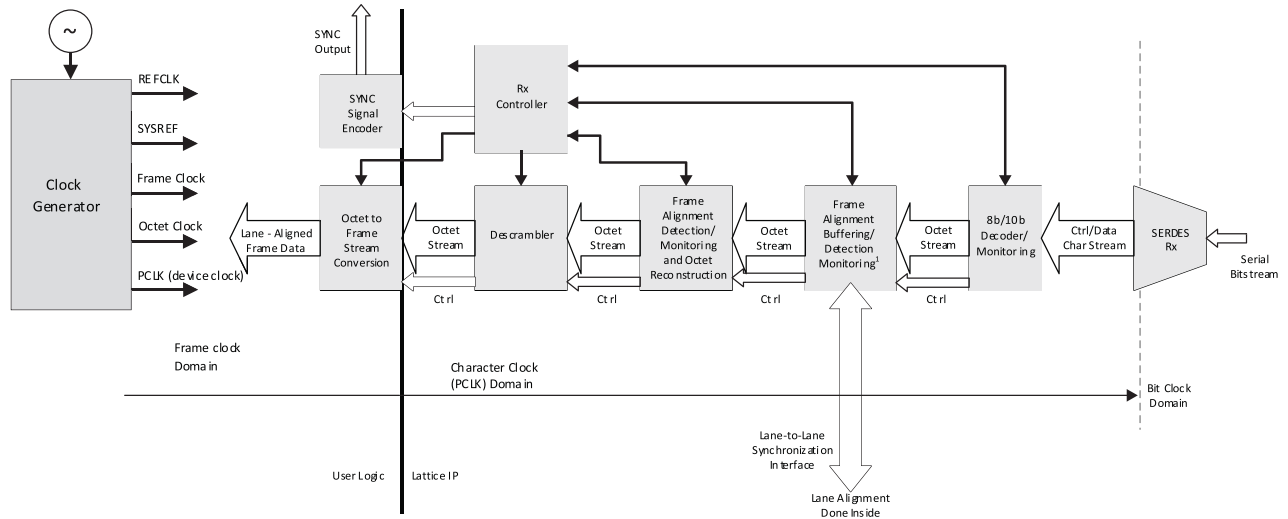 ~
Clock
Generator
REFCLK
SYSREF
Frame Clock
Octet Clock
PCLK (device clock)
SYNC
Output
SYNC
Signal
Encoder
Rx
Controller
Lane - Aligned
Frame Data
Octet to
Frame
Stream
Conversion
Octet
Stream
Ctrl
Descrambler
Octet
Stream
Ctrl
Frame
Alignment
Detection/
Monitoring
and Octet
Reconstruction
Octet
Stream
Ctrl
Frame
Alignment
Buffering/
Detection
Monitoring¹
Octet
Stream
Ctrl
8b/10b
Decoder/
Monitoring
Ctrl/Data
Char Stream
SERDES
Rx
Serial
Bitstream
Frame clock
Domain
Character Clock
(PCLK) Domain
Bit Clock
Domain
Lane-to-Lane
Synchronization
Interface
User Logic
Lattice IP
Lane Alignment
Done Inside